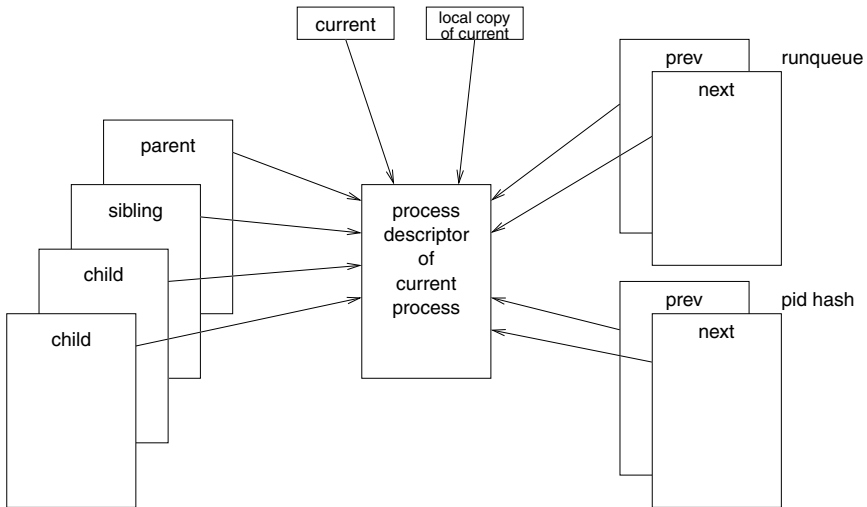 current
local copy
of current
prev
runqueue
next
parent
sibling
child
child
process
descriptor
of
current
process
prev
pid hash
next